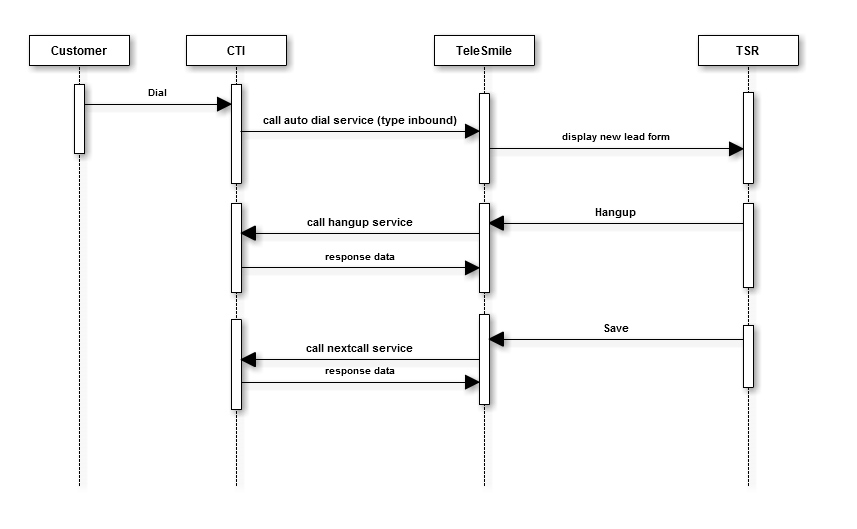 Customer
CTI
TeleSmile
TSR
Dial
call auto dial service (type inbound)
display new lead form
Hangup
call hangup service
response data
Save
call nextcall service
response data